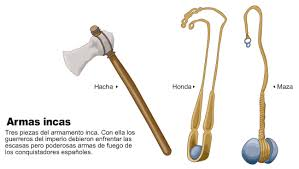 Hacha
Honda
Maza
Armas incas
Tres piezas del armamento inca. Con ella los
guerreros del imperio debieron enfrentar las
escasas pero poderosas armas de fuego de
los conquistadores españoles.